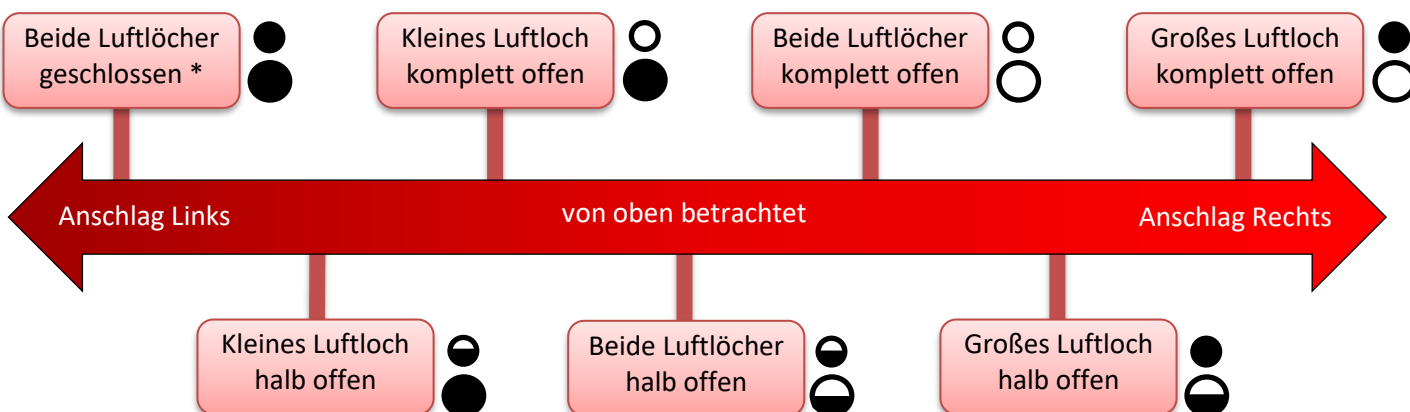 Beide Luftlöcher
geschlossen *
Kleines Luftloch
komplett offen
Beide Luftlöcher
komplett offen
Großes Luftloch
komplett offen
Anschlag Links
von oben betrachtet
Anschlag Rechts
Kleines Luftloch
halb offen
Beide Luftlöcher
halb offen
Großes Luftloch
halb offen